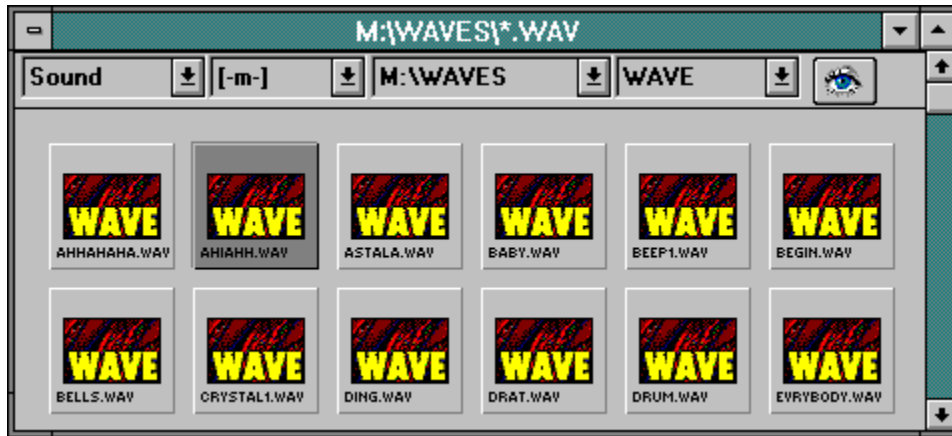 M:\WAVES\*.WAV
Sound [-m-] M:\WAVES WAVE
WAVE WAVE WAVE WAVE WAVE WAVE
AHHAHAHA.WAV AHIAHH.WAV ASTALA.WAV BABY.WAV BEEP1.WAV BEGIN.WAV
WAVE WAVE WAVE WAVE WAVE WAVE
BELLS.WAV CRYSTAL1.WAV DING.WAV DRAT.WAV DRUM.WAV EVRYBODY.WAV